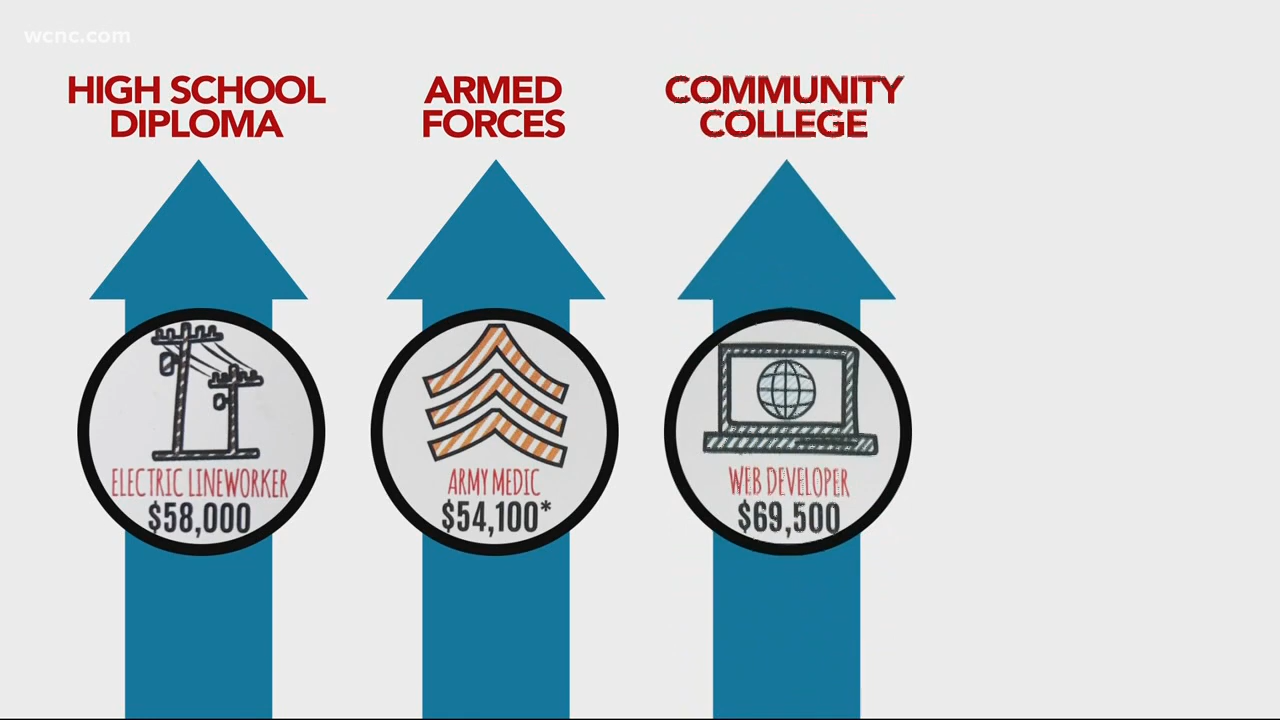 wcnc.com
HIGH SCHOOL
DIPLOMA
ARMED
FORCES
COMMUNITY
COLLEGE
ELECTRIC LINEWORKER
$58,000
ARMY MEDIC
$54,100*
WEB DEVELOPER
$69,500